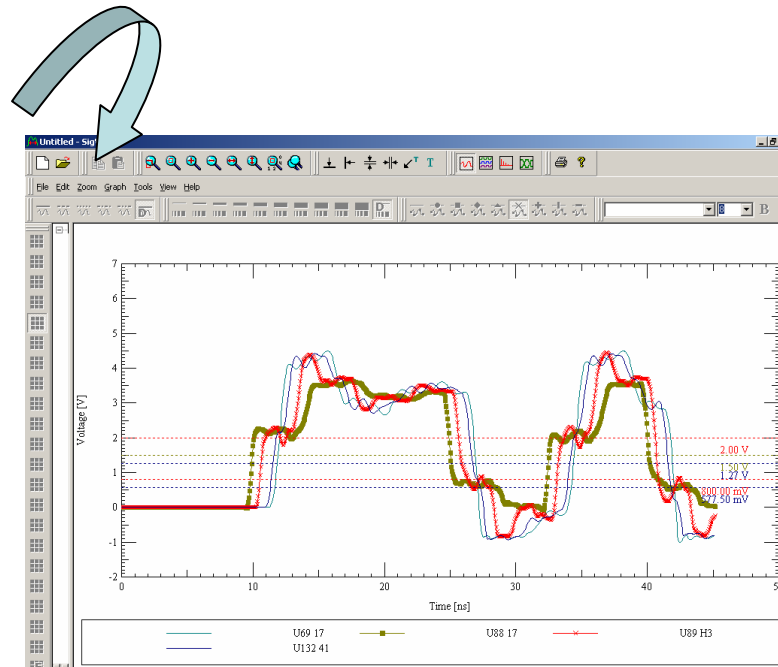 Untitled - Sig
T T ?
File Edit Zoom Graph Tools View Help
D D 8 B
7
6
5
4
3
2
1
0
-1
-2
Voltage [V]
2.00 V
1.50 V
1.27 V
800.00 mV
577.50 mV
0 10 20 30 40
Time [ns]
U69 17 U88 17 U89 H3
U132 41